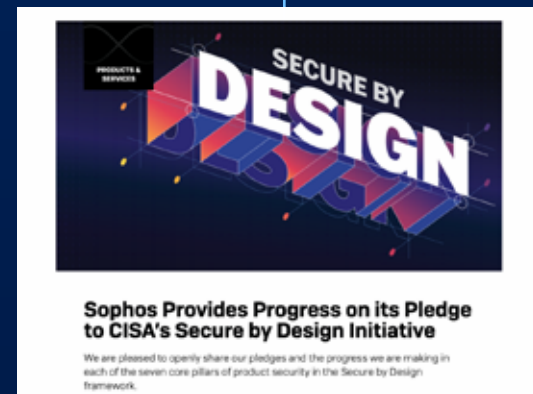 PRODUCTS &
SERVICES
SECURE BY
DESIGN
Sophos Provides Progress on its Pledge
to CISA's Secure by Design Initiative
We are pleased to openly share our pledges and the progress we are making in
each of the seven core pillars of product security in the Secure by Design
framework.